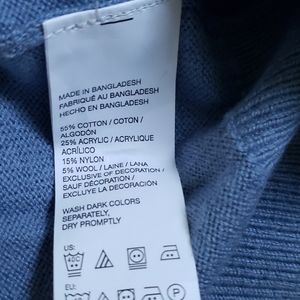 MADE IN BANGLADESH
FABRIQUÉ AU BANGLADESH
HECHO EN BANGLADESH
55% COTTON / COTON /
ALGODÓN
25% ACRYLIC / ACRYLIQUE
ACRÍLICO
15% NYLON
5% WOOL / LAINE / LANA
EXCLUSIVE OF DECORATION /
SAUF DÉCORATION /
EXCLUYE LA DECORACIÓN
WASH DARK COLORS
SEPARATELY,
DRY PROMPTLY
US:
EU: